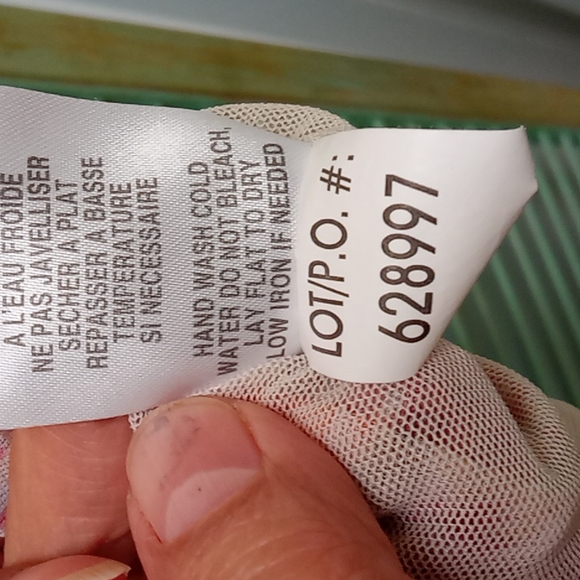 A L'EAU FROIDE
NE PAS JAVELLISER
SECHER A PLAT
REPASSER A BASSE
TEMPERATURE
SI NECESSAIRE
HAND WASH COLD
WATER DO NOT BLEACH,
LAY FLAT TO DRY
LOW IRON IF NEEDED
LOT/P.O. #:
628997